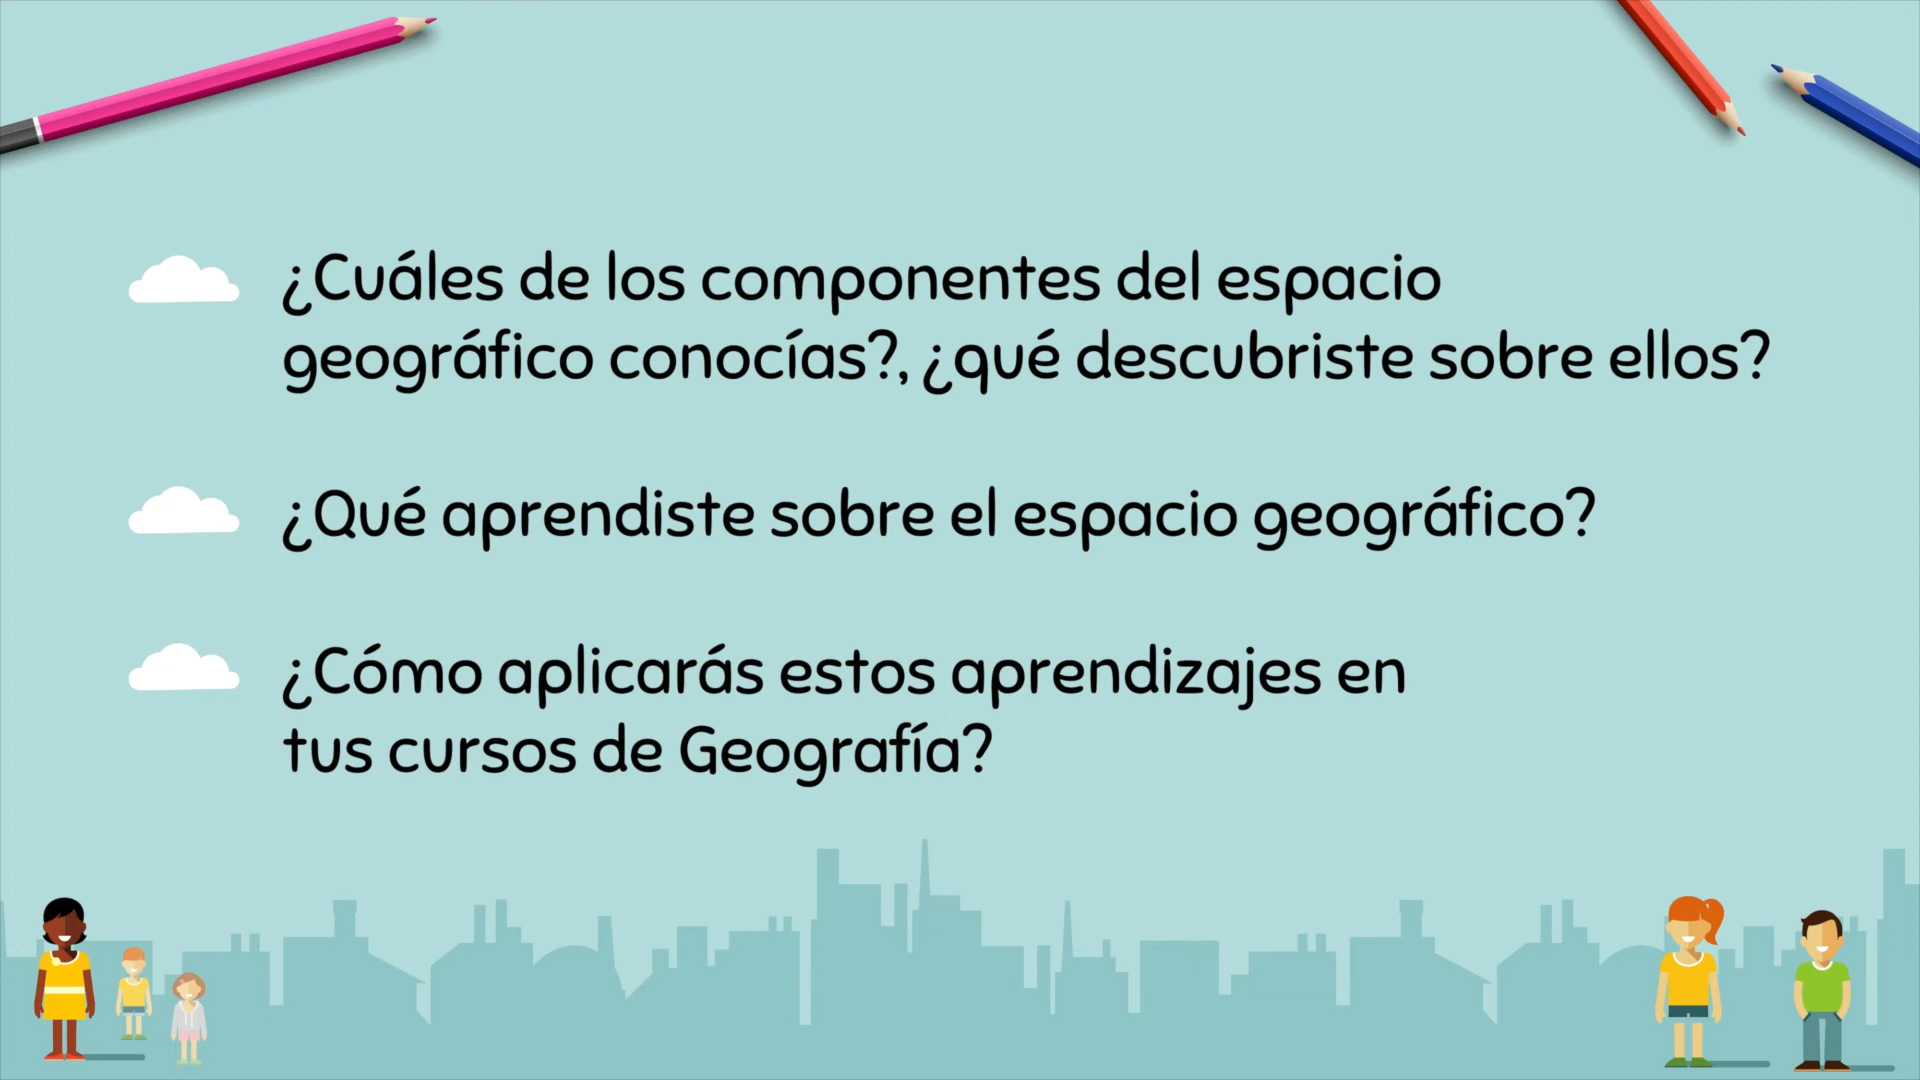 ¿Cuáles de los componentes del espacio
geográfico conocías?, ¿qué descubriste sobre ellos?
¿Qué aprendiste sobre el espacio geográfico?
¿Cómo aplicarás estos aprendizajes en
tus cursos de Geografía?